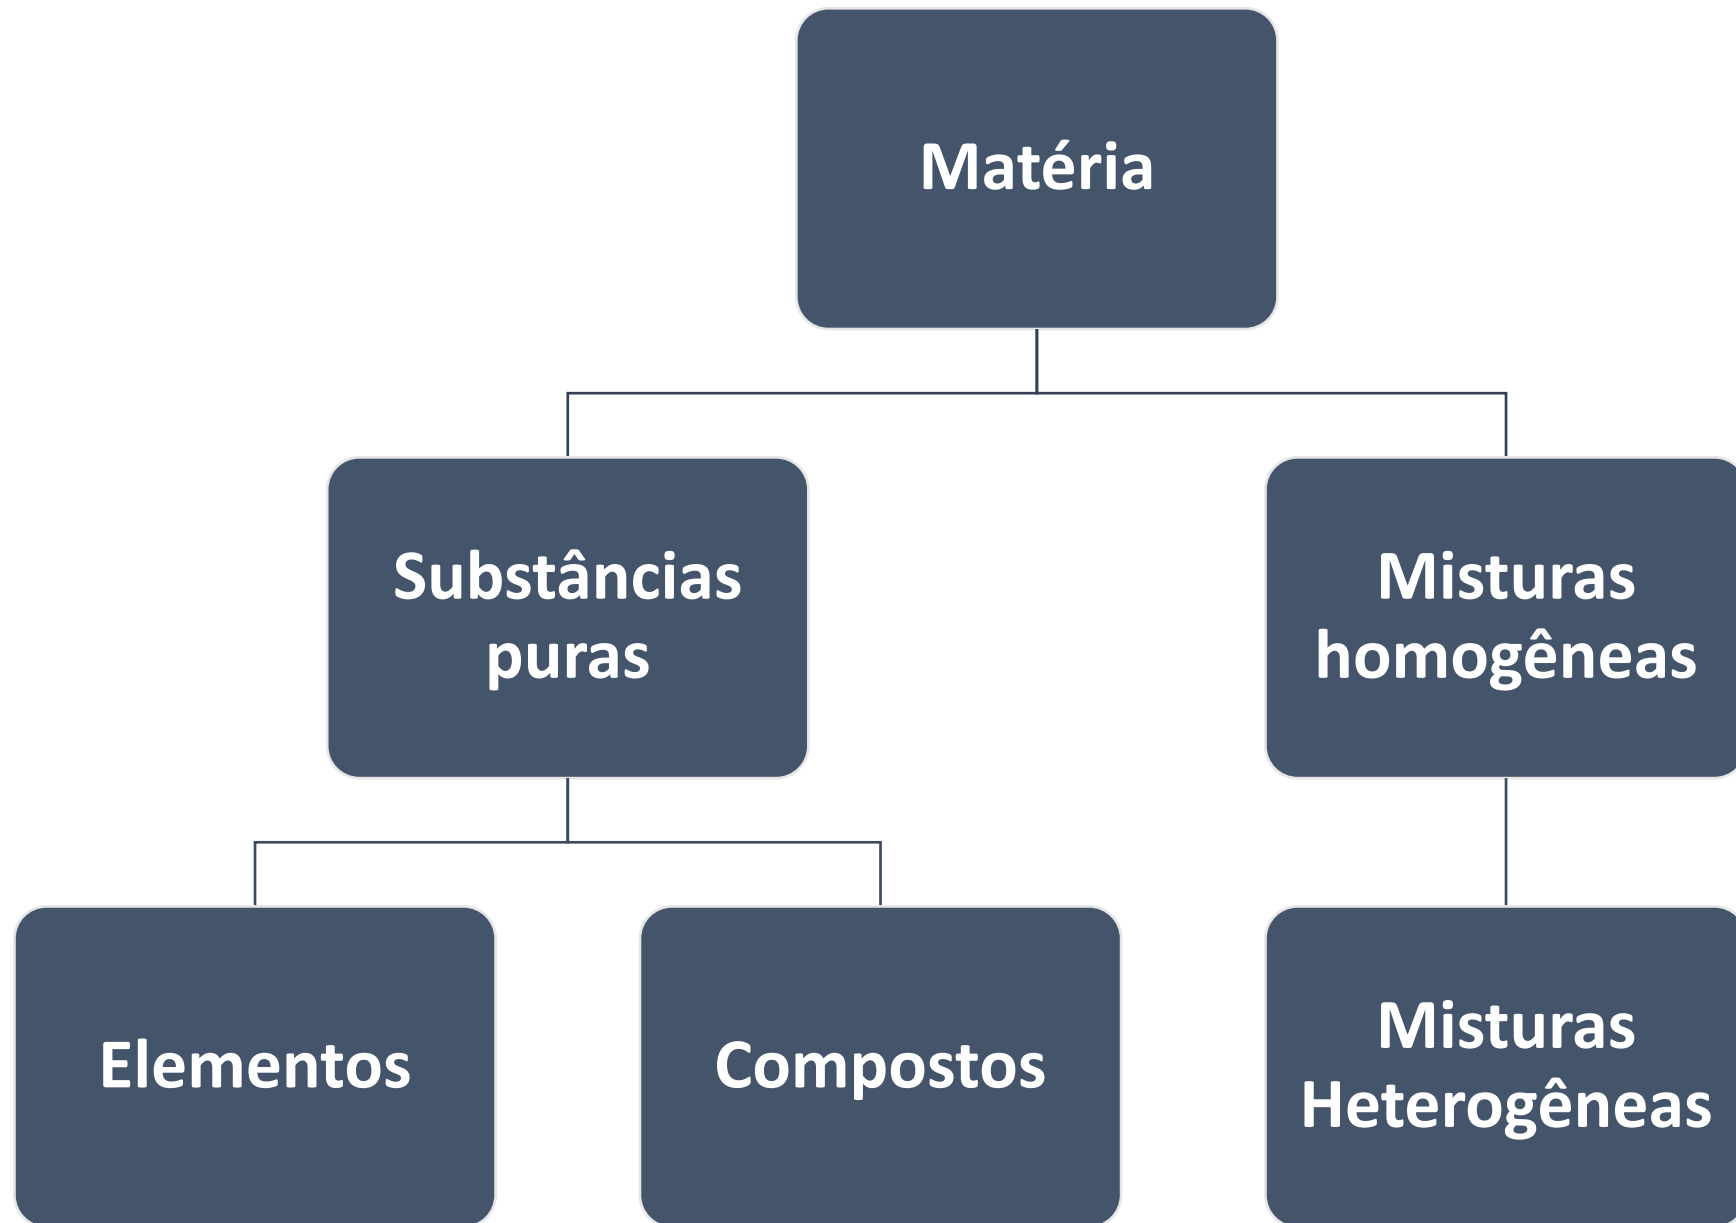 Matéria
Substâncias
puras
Misturas
homogêneas
Elementos
Compostos
Misturas
Heterogêneas